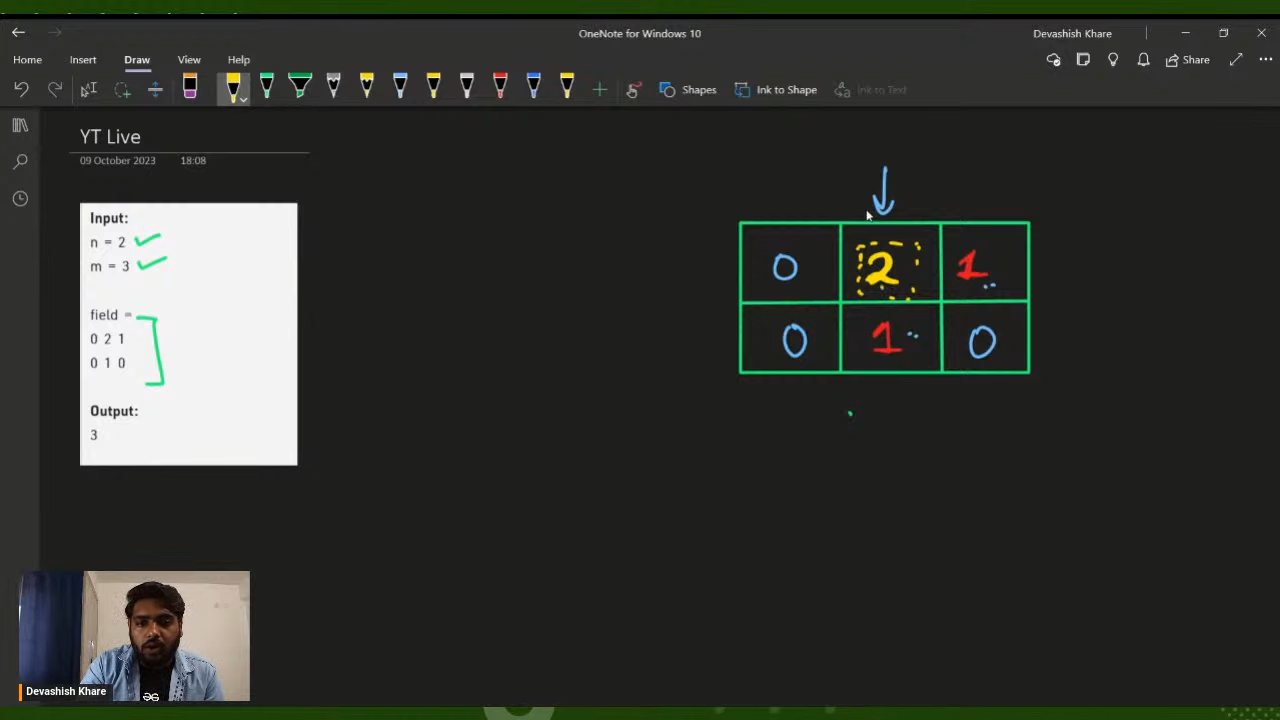 OneNote for Windows 10
Devashish Khare
Home Insert Draw View Help
Share
Shapes Ink to Shape Ink to Text
YT Live
09 October 2023 18:08
Input:
n = 2
m = 3
field =
0 2 1
0 1 0
Output:
3
0 2 1
0 1 0
Devashish Khare